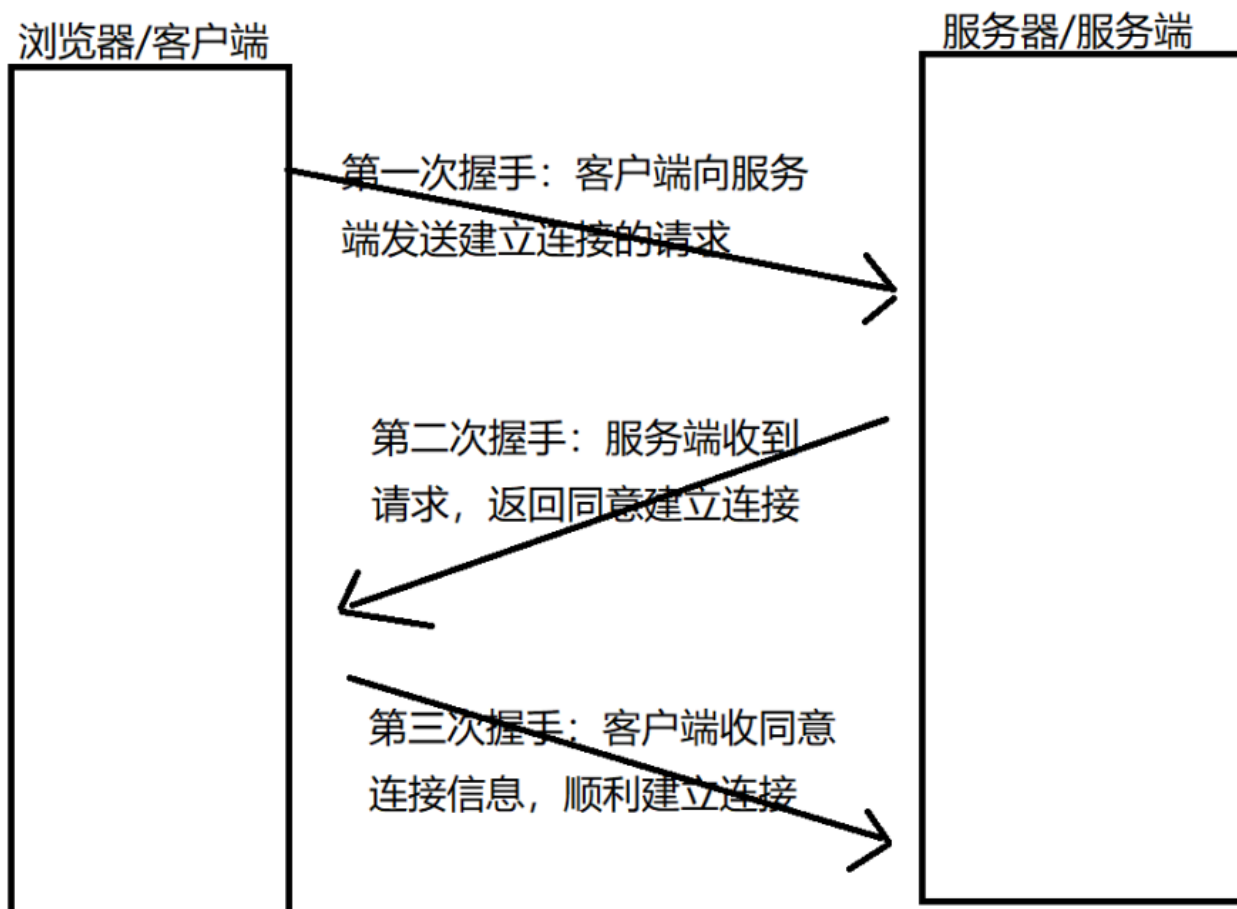 浏览器/客户端
服务器/服务端
第一次握手：客户端向服务
端发送建立连接的请求
第二次握手：服务端收到
请求，返回同意建立连接
第三次握手：客户端收同意
连接信息，顺利建立连接